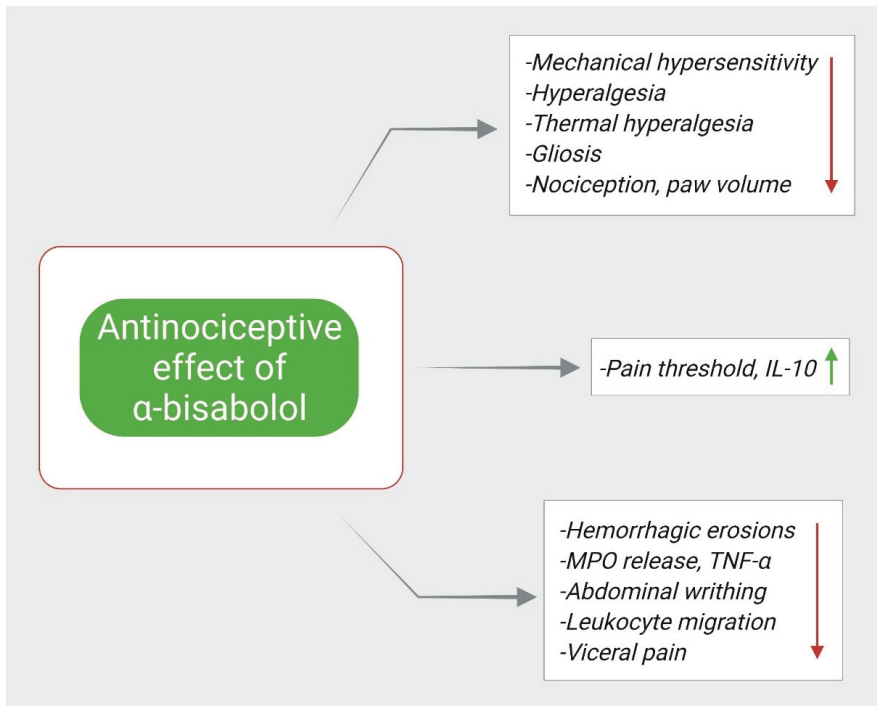 -Mechanical hypersensitivity
-Hyperalgesia
-Thermal hyperalgesia
-Gliosis
-Nociception, paw volume
Antinociceptive
effect of
α-bisabolol
-Pain threshold, IL-10
-Hemorrhagic erosions
-MPO release, TNF-α
-Abdominal writhing
-Leukocyte migration
-Viceral pain